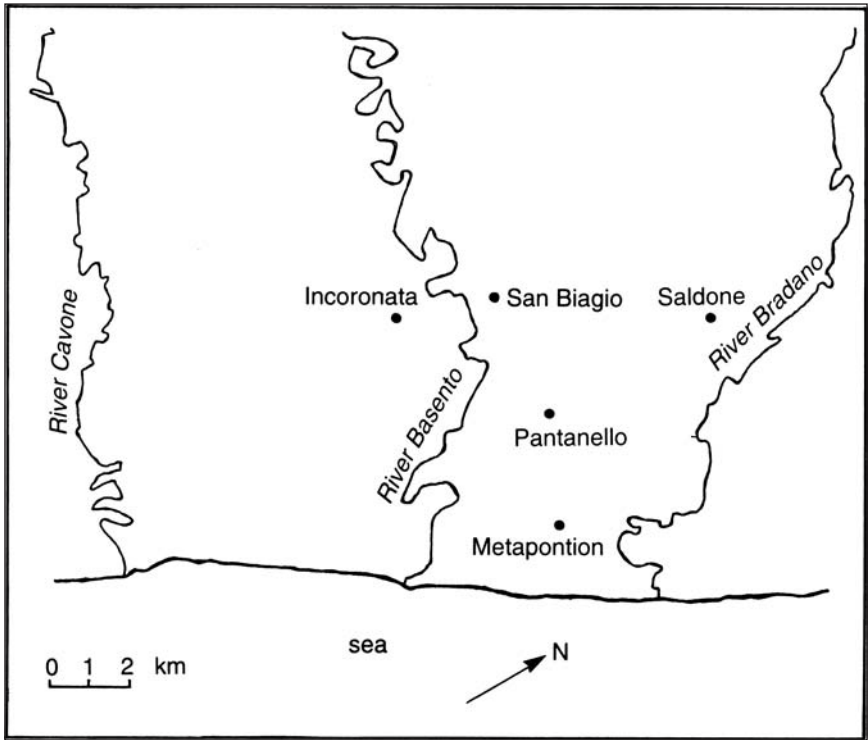 Incoronata
San Biagio
Saldone
River Bradano
River Cavone
River Basento
Pantanello
Metapontion
sea
0 1 2 km
N